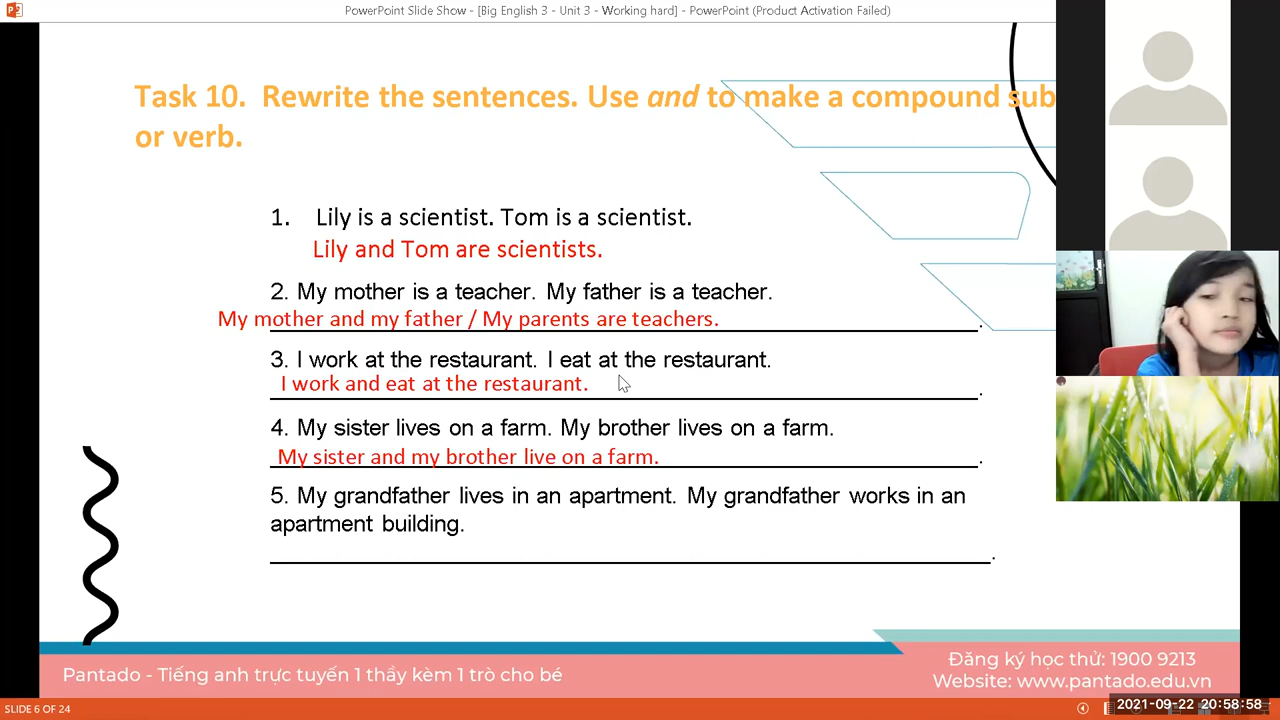 PowerPoint Slide Show - [Big English 3 - Unit 3 - Working hard] - PowerPoint (Product Activation Failed)
Task 10. Rewrite the sentences. Use and to make a compound sub
or verb.
1. Lily is a scientist. Tom is a scientist.
Lily and Tom are scientists.
2. My mother is a teacher. My father is a teacher.
My mother and my father / My parents are teachers.
3. I work at the restaurant. I eat at the restaurant.
I work and eat at the restaurant.
4. My sister lives on a farm. My brother lives on a farm.
My sister and my brother live on a farm.
5. My grandfather lives in an apartment. My grandfather works in an
apartment building.
Pantado - Tiếng anh trực tuyến 1 thầy kèm 1 trò cho bé
Đăng ký học thử: 1900 9213
Website: www.pantado.edu.vn
SLIDE 6 OF 24
2021-09-22 20:58:58